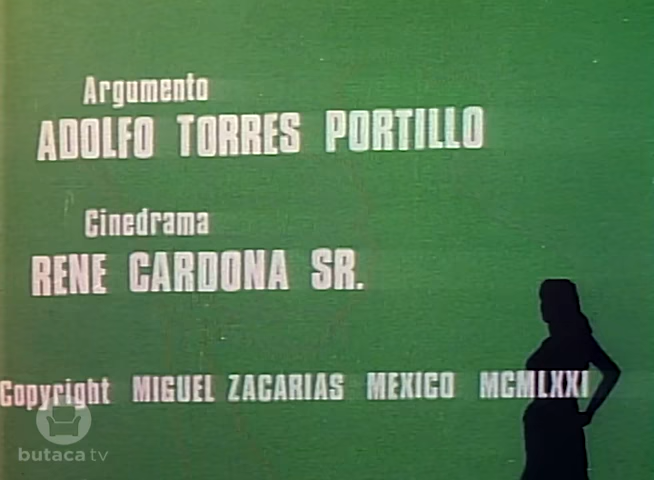 Argumento
ADOLFO TORRES PORTILLO
Cinedrama
RENE CARDONA SR.
Copyright MIGUEL ZACARIAS MEXICO MCMLXXI
butaca tv